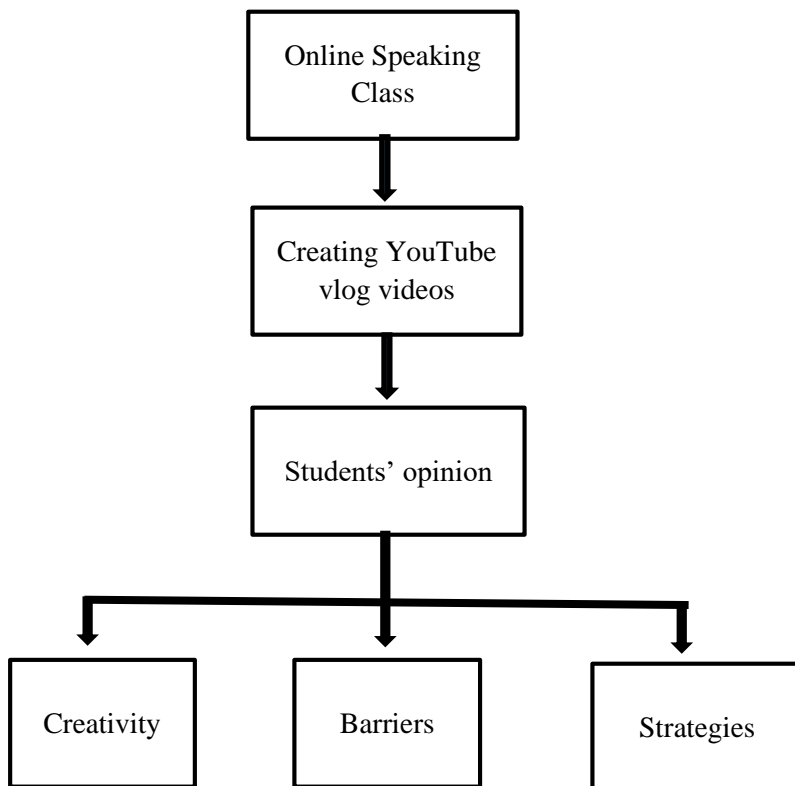 Online Speaking
Class
Creating YouTube
vlog videos
Students’ opinion
Creativity
Barriers
Strategies